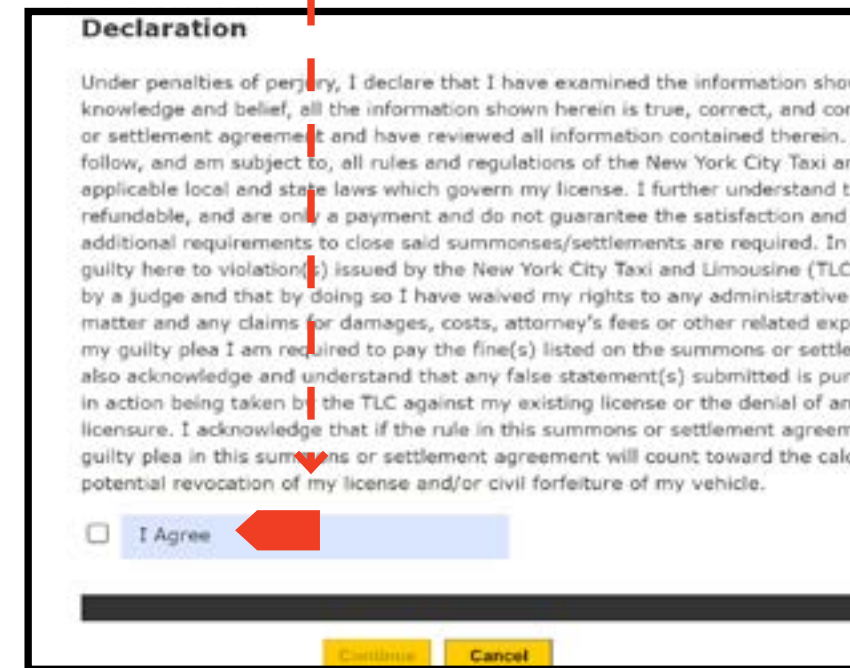 Declaration
Under penalties of perjury, I declare that I have examined the information
knowledge and belief, all the information shown herein is true, correct, and
or settlement agreement and have reviewed all information contained therein.
follow, and am subject to, all rules and regulations of the New York City Taxi
applicable local and state laws which govern my license. I further understand
refundable, and are only a payment and do not guarantee the satisfaction and
additional requirements to close said summonses/settlements are required. In
guilty here to violation(s) issued by the New York City Taxi and Limousine (TLC
by a judge and that by doing so I have waived my rights to any administrative
matter and any claims for damages, costs, attorney's fees or other related
my guilty plea I am required to pay the fine(s) listed on the summons or
also acknowledge and understand that any false statement(s) submitted is
in action being taken by the TLC against my existing license or the denial of
licensure. I acknowledge that if the rule in this summons or settlement
guilty plea in this summons or settlement agreement will count toward the
potential revocation of my license and/or civil forfeiture of my vehicle.
I Agree
Continue Cancel